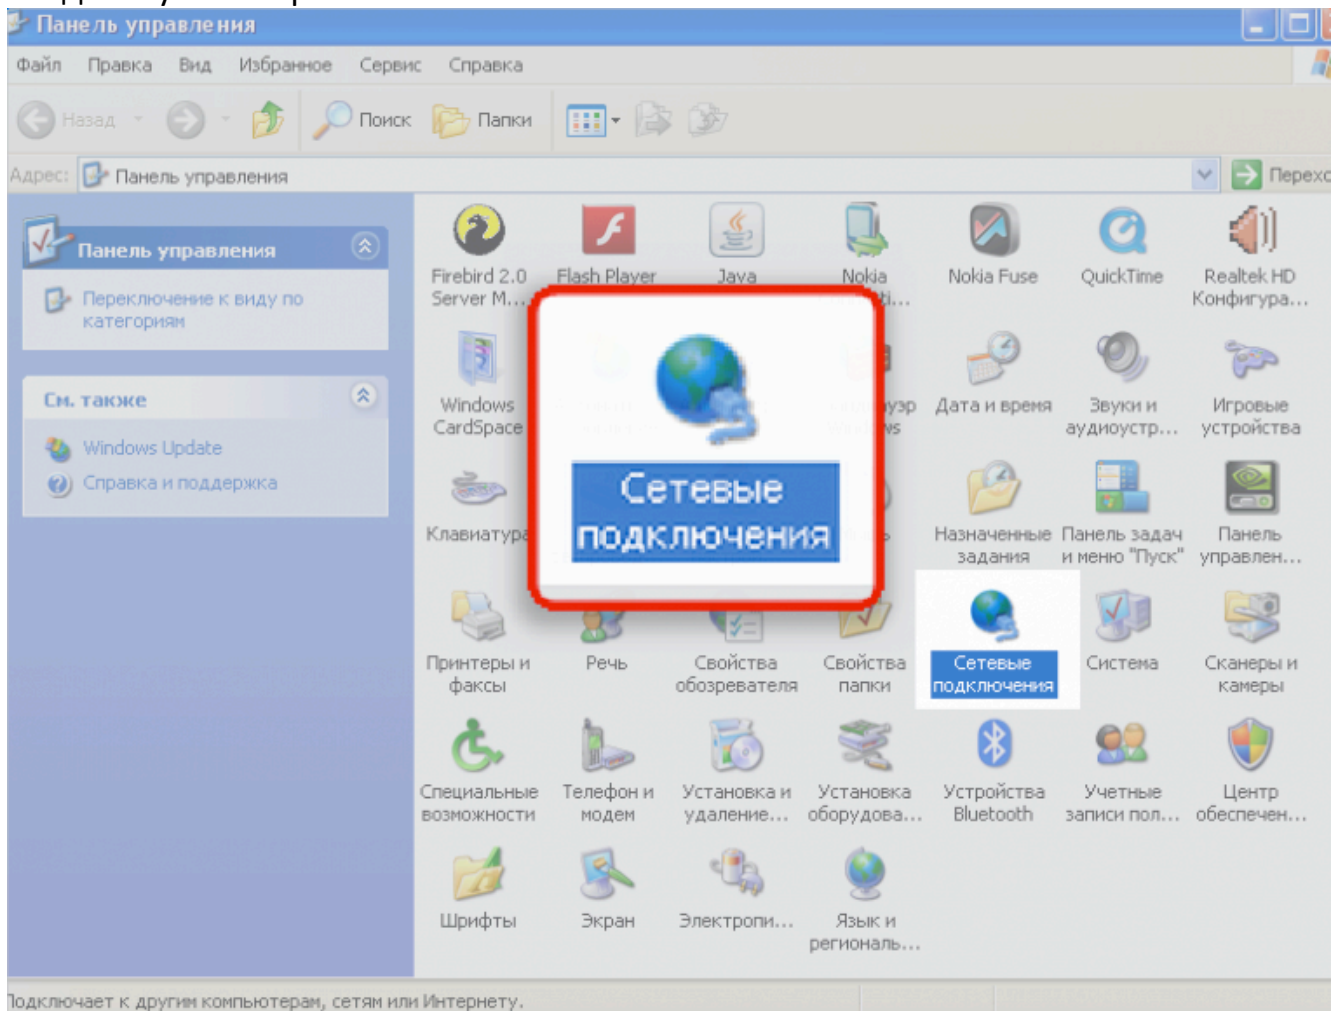 Панель управления
Файл Правка Вид Избранное Сервис Справка
Назад Поиск Папки
Адрес: Панель управления
Панель управления
Переключение к виду по
категориям
См. также
Windows Update
Справка и поддержка
Firebird 2.0
Server M...
Flash Player
Java
Nokia
Nokia Fuse
QuickTime
Realtek HD
Конфигура...
Windows
CardSpace
Дата и время
Звуки и
аудиоустр...
Игровые
устройства
Сетевые
подключения
Клавиатура
Назначенные
задания
Панель задач
и меню "Пуск"
Панель
управлен...
Принтеры и
факсы
Речь
Свойства
обозревателя
Свойства
папки
Сетевые
подключения
Система
Сканеры и
камеры
Специальные
возможности
Телефон и
модем
Установка и
удаление...
Установка
оборудова...
Устройства
Bluetooth
Учетные
записи пол...
Центр
обеспечен...
Шрифты
Экран
Электропи...
Язык и
региональ...
Подключает к другим компьютерам, сетям или Интернету.